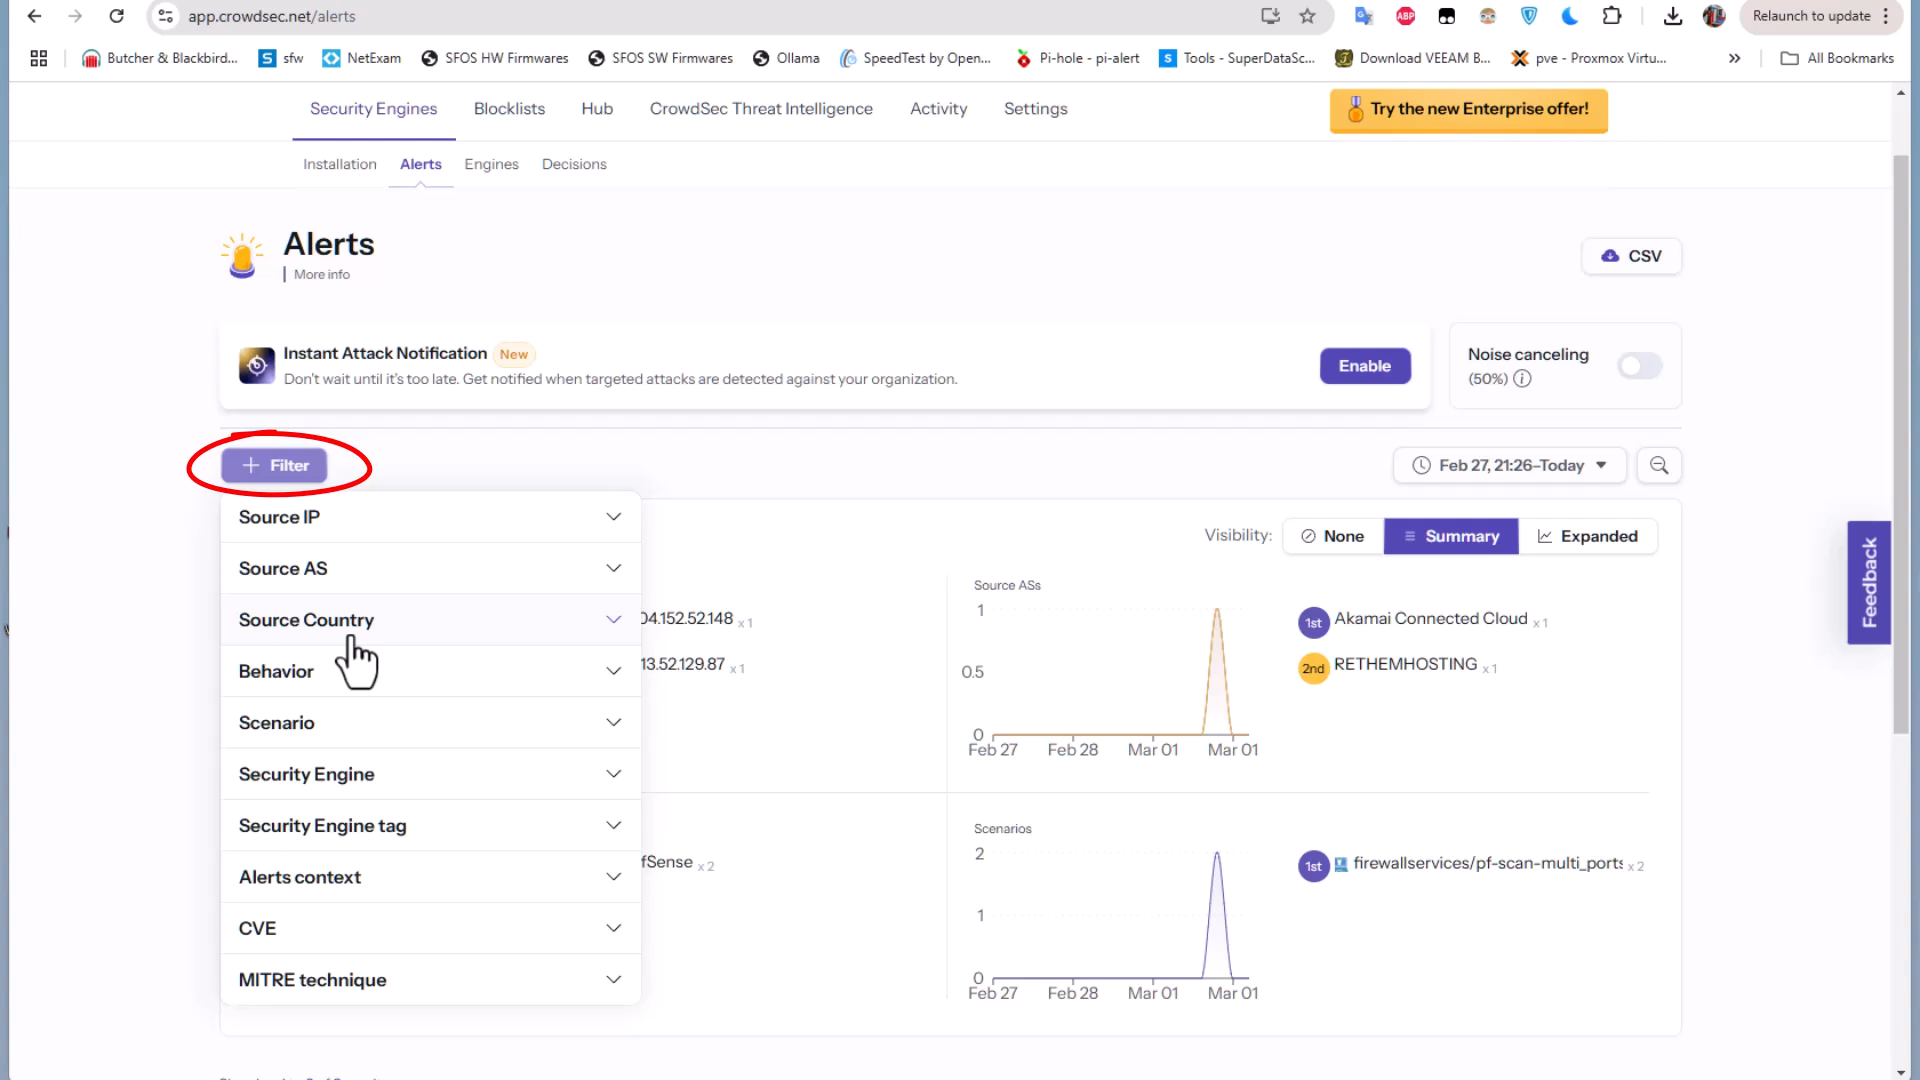 app.crowdsec.net/alerts
ABP
Relaunch to update
Butcher & Blackbird...
S
sfw
NetExam
SFOS HW Firmwares
SFOS SW Firmwares
Ollama
SpeedTest by Open...
Pi-hole - pi-alert
S
Tools - SuperDataSc...
Download VEEAM B...
pve - Proxmox Virtu...
All Bookmarks
Security Engines
Blocklists
Hub
CrowdSec Threat Intelligence
Activity
Settings
Try the new Enterprise offer!
Installation
Alerts
Engines
Decisions
Alerts
More info
CSV
Instant Attack Notification New
Don't wait until it's too late. Get notified when targeted attacks are detected against your organization.
Enable
Noise canceling
(50%)
+ Filter
Feb 27, 21:26–Today
Source IP
Source AS
Source Country
Behavior
Scenario
Security Engine
Security Engine tag
Alerts context
CVE
MITRE technique
Visibility:
None
Summary
Expanded
04.152.52.148 x 1
13.52.129.87 x 1
Source ASs
1
0.5
0
Feb 27
Feb 28
Mar 01
Mar 01
1st Akamai Connected Cloud x 1
2nd RETHEMHOSTING x 1
fSense x 2
Scenarios
2
1
0
Feb 27
Feb 28
Mar 01
Mar 01
1st firewallservices/pf-scan-multi_ports x 2
Feedback